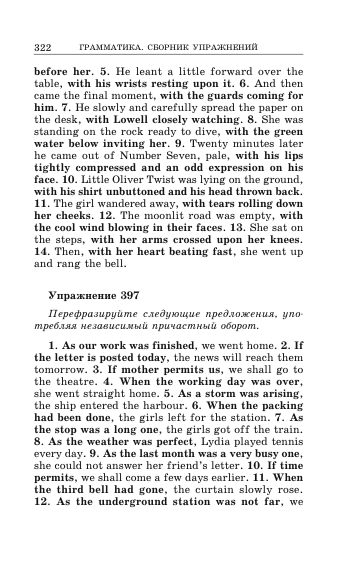 322 ГРАММАТИКА. СБОРНИК УПРАЖНЕНИЙ
before her. 5. He leant a little forward over the
table, with his wrists resting upon it. 6. And then
came the final moment, with the guards coming for
him. 7. He slowly and carefully spread the paper on
the desk, with Lowell closely watching. 8. She was
standing on the rock ready to dive, with the green
water below inviting her. 9. Twenty minutes later
he came out of Number Seven, pale, with his lips
tightly compressed and an odd expression on his
face. 10. Little Oliver Twist was lying on the ground,
with his shirt unbuttoned and his head thrown back.
11. The girl wandered away, with tears rolling down
her cheeks. 12. The moonlit road was empty, with
the cool wind blowing in their faces. 13. She sat on
the steps, with her arms crossed upon her knees.
14. Then, with her heart beating fast, she went up
and rang the bell.
Упражнение 397
Перефразируйте следующие предложения, упо-
требляя независимый причастный оборот.
1. As our work was finished, we went home. 2. If
the letter is posted today, the news will reach them
tomorrow. 3. If mother permits us, we shall go to
the theatre. 4. When the working day was over,
she went straight home. 5. As a storm was arising,
the ship entered the harbour. 6. When the packing
had been done, the girls left for the station. 7. As
the stop was a long one, the girls got off the train.
8. As the weather was perfect, Lydia played tennis
every day. 9. As the last month was a very busy one,
she could not answer her friend's letter. 10. If time
permits, we shall come a few days earlier. 11. When
the third bell had gone, the curtain slowly rose.
12. As the underground station was not far, we